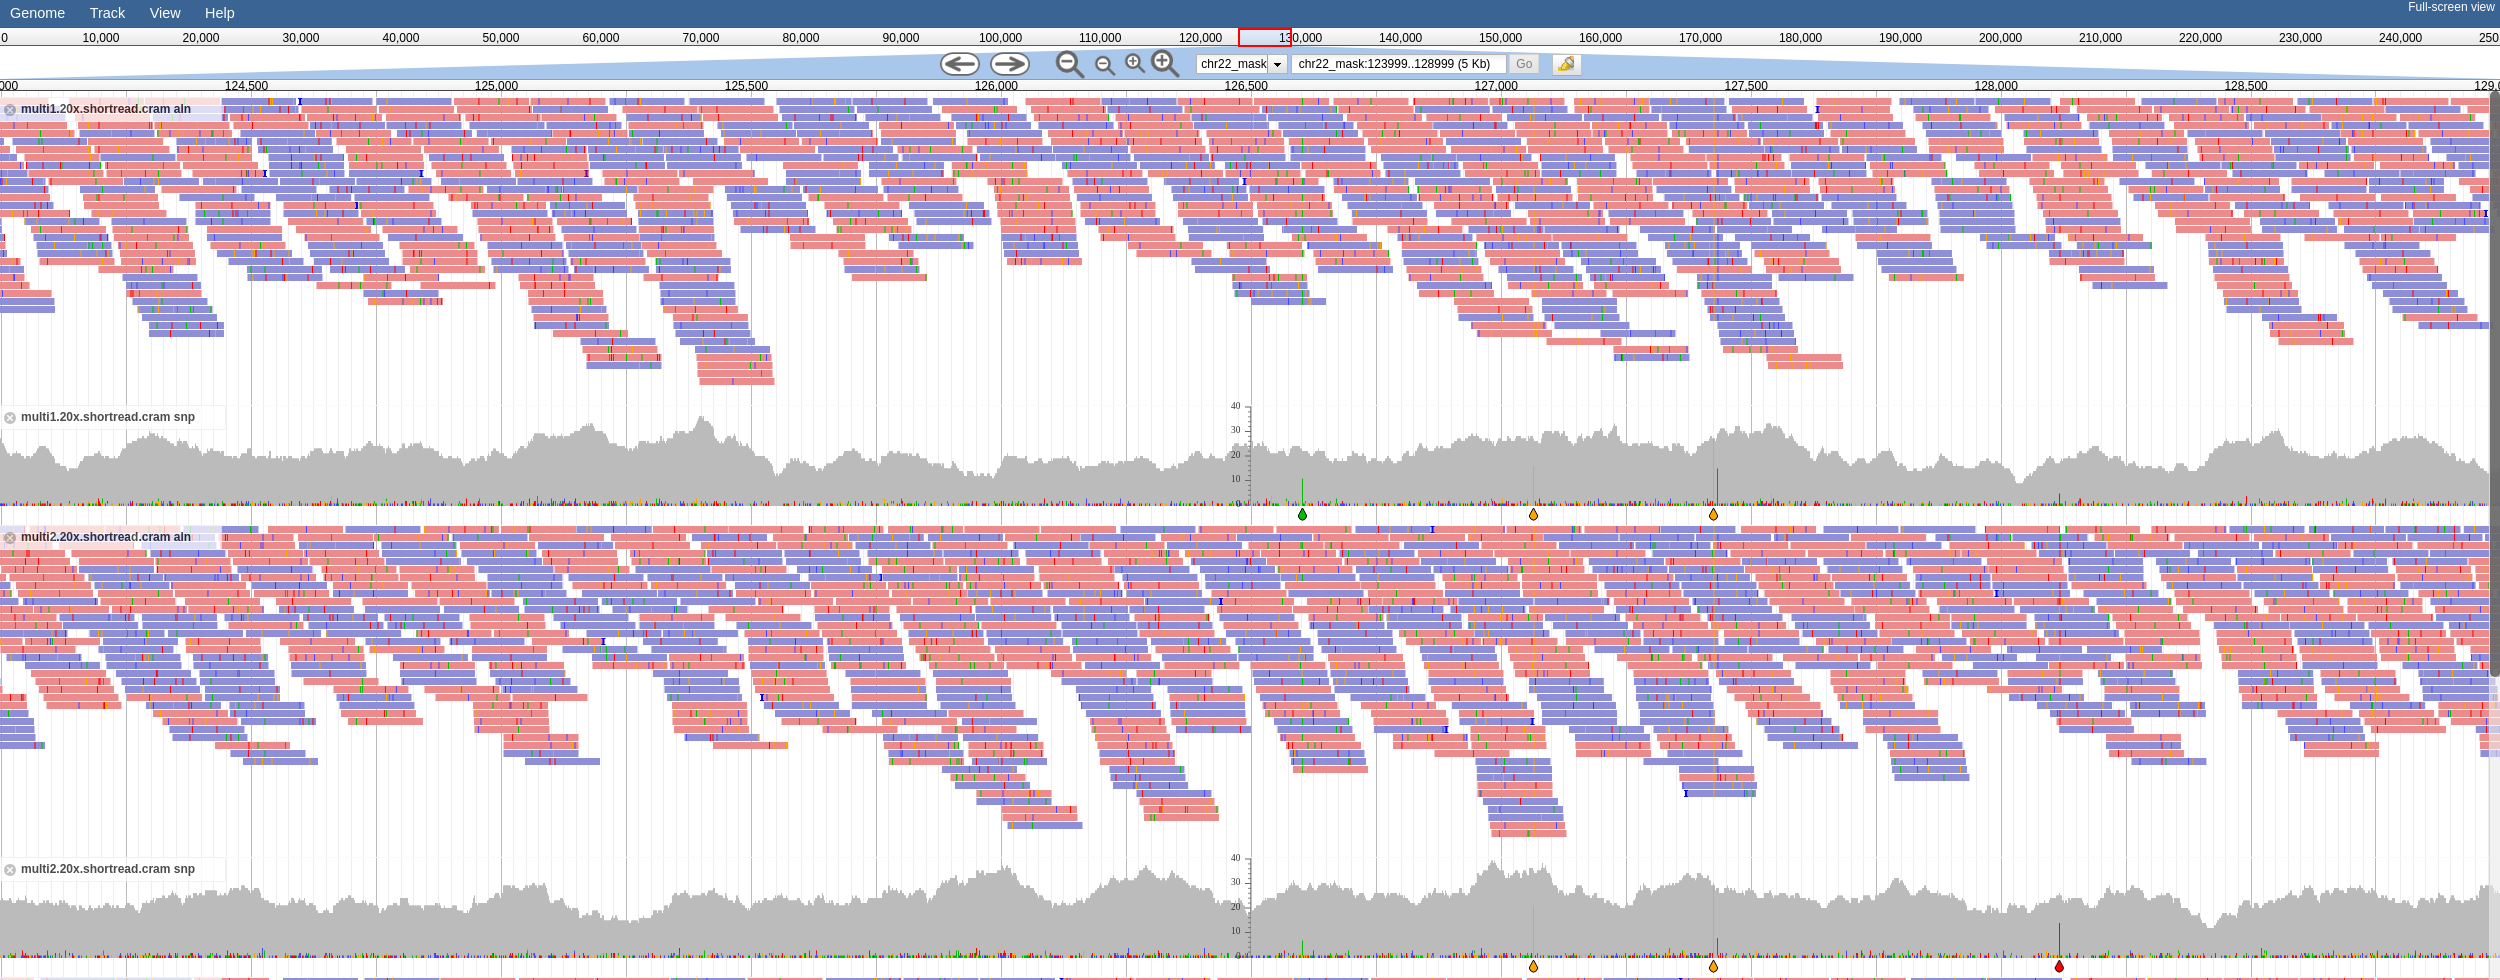 Genome Track View Help Full-screen view
0 10,000 20,000 30,000 40,000 50,000 60,000 70,000 80,000 90,000 100,000 110,000 120,000 130,000 140,000 150,000 160,000 170,000 180,000 190,000 200,000 210,000 220,000 230,000 240,000 250
chr22_mask chr22_mask:123999..128999 (5 Kb) Go
000 124,500 125,000 125,500 126,000 126,500 127,000 127,500 128,000 128,500 129,0
multi1.20x.shortread.cram aln
multi1.20x.shortread.cram snp
40
30
20
10
0
multi2.20x.shortread.cram aln
multi2.20x.shortread.cram snp
40
30
20
10
0